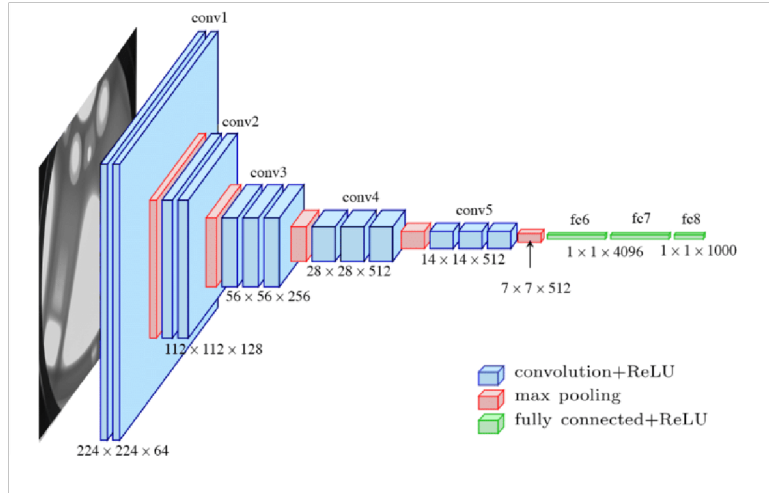 conv1
conv2
conv3
conv4
conv5
fc6
fc7
fc8
1 × 1 × 4096
1 × 1 × 1000
14 × 14 × 512
28 × 28 × 512
7 × 7 × 512
56 × 56 × 256
112 × 112 × 128
224 × 224 × 64
convolution+ReLU
max pooling
fully connected+ReLU